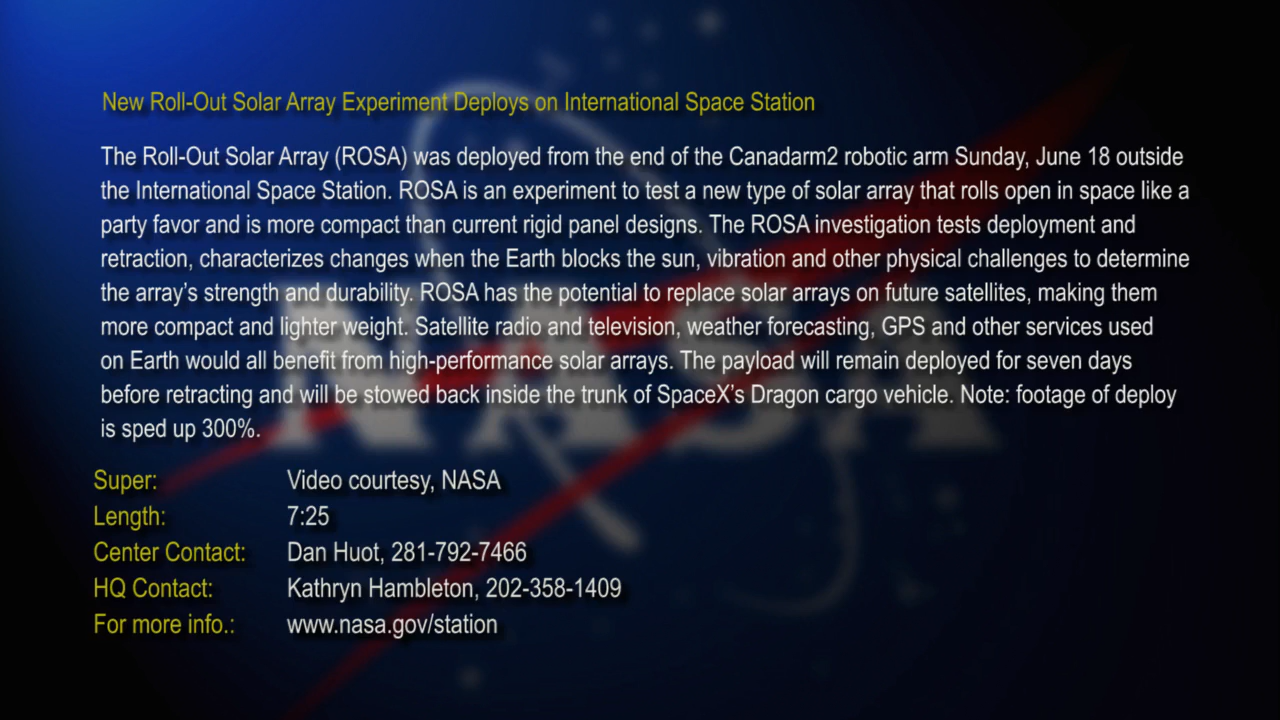 New Roll-Out Solar Array Experiment Deploys on International Space Station
The Roll-Out Solar Array (ROSA) was deployed from the end of the Canadarm2 robotic arm Sunday, June 18 outside
the International Space Station. ROSA is an experiment to test a new type of solar array that rolls open in space like a
party favor and is more compact than current rigid panel designs. The ROSA investigation tests deployment and
retraction, characterizes changes when the Earth blocks the sun, vibration and other physical challenges to determine
the array's strength and durability. ROSA has the potential to replace solar arrays on future satellites, making them
more compact and lighter weight. Satellite radio and television, weather forecasting, GPS and other services used
on Earth would all benefit from high-performance solar arrays. The payload will remain deployed for seven days
before retracting and will be stowed back inside the trunk of SpaceX's Dragon cargo vehicle. Note: footage of deploy
is sped up 300%.
NASA
Super: Video courtesy, NASA
Length: 7:25
Center Contact: Dan Huot, 281-792-7466
HQ Contact: Kathryn Hambleton, 202-358-1409
For more info.: www.nasa.gov/station